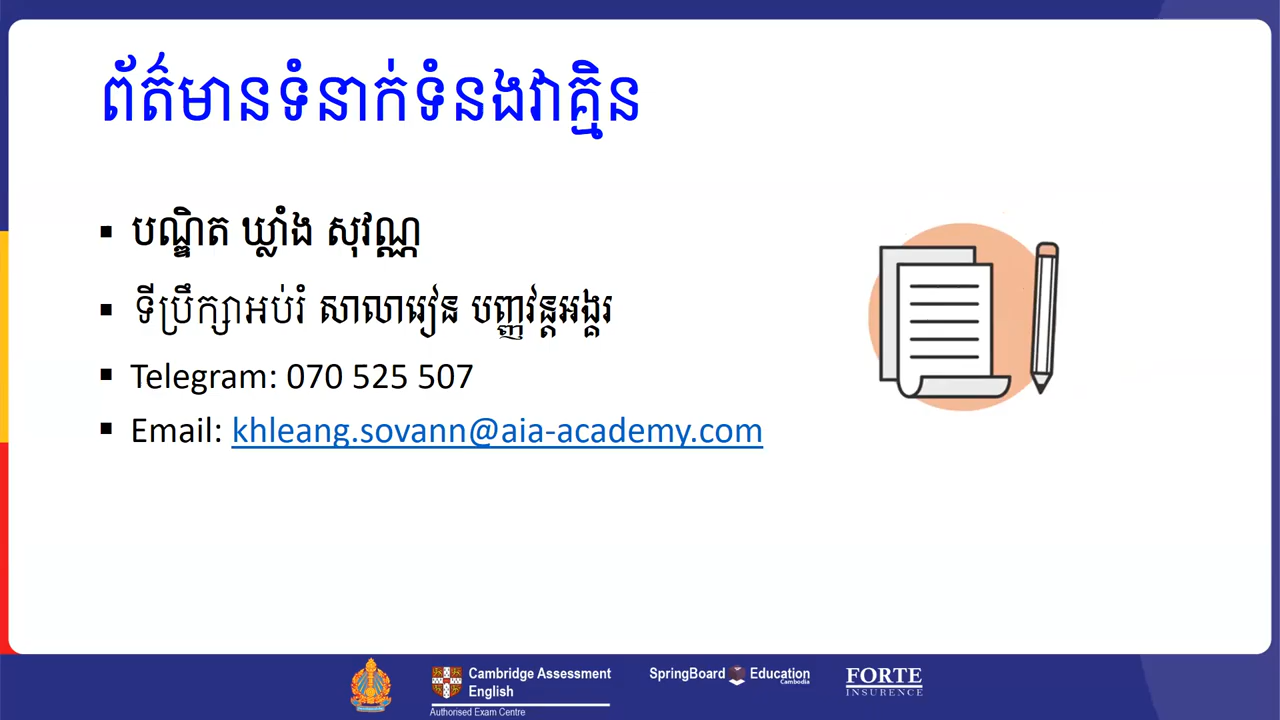 ព័ត៌មានទំនាក់ទំនងវាគ្មិន
▪ បណ្ឌិត ឃ្លាំង សុវណ្ណ
▪ ទីប្រឹក្សាអប់រំ សាលារៀន បញ្ញវន្តអង្គរ
▪ Telegram: 070 525 507
▪ Email: khleang.sovann@aia-academy.com
Cambridge Assessment
English
Authorised Exam Centre
SpringBoard Education
Cambodia
FORTE
INSURENCE